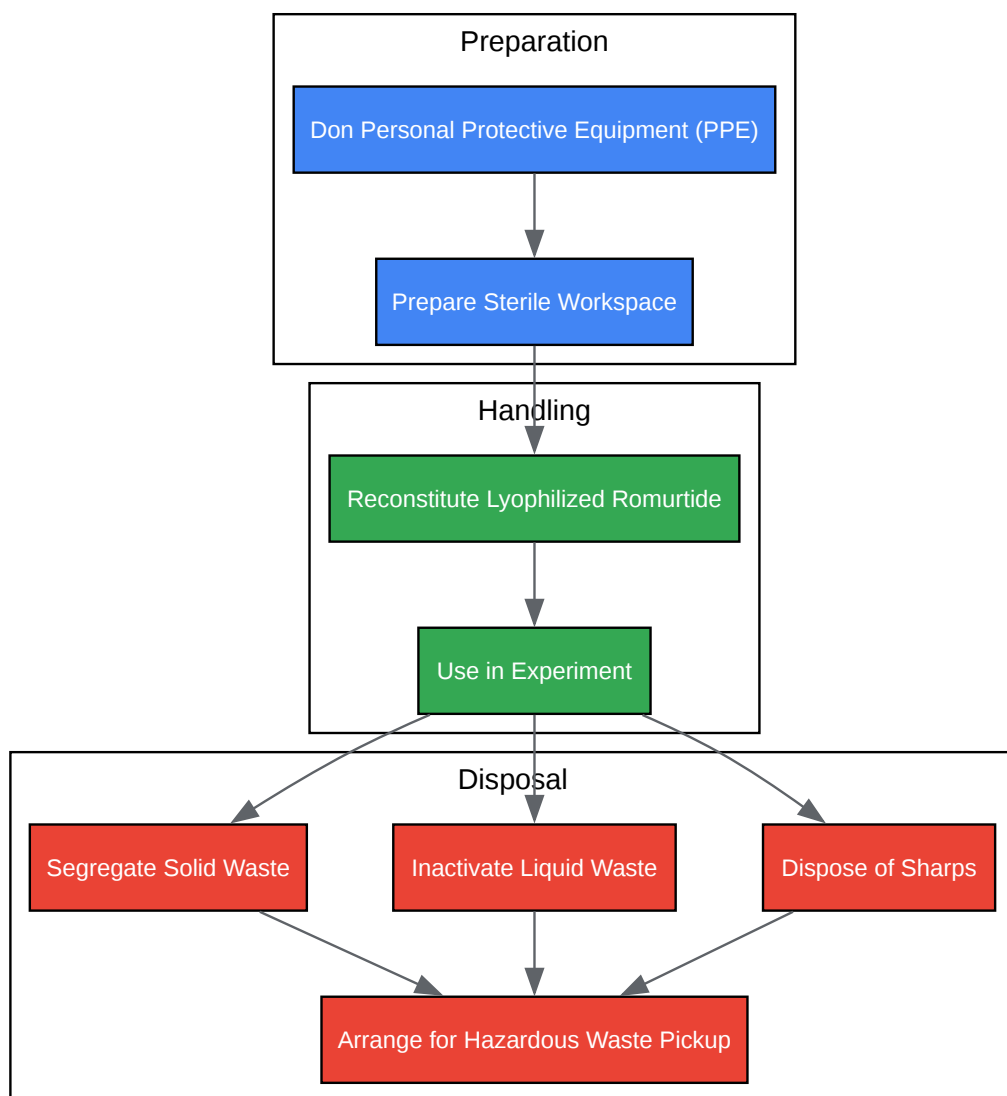 Preparation
Don Personal Protective Equipment (PPE)
Prepare Sterile Workspace
Handling
Reconstitute Lyophilized Romurtide
Use in Experiment
Disposal
Segregate Solid Waste
Inactivate Liquid Waste
Dispose of Sharps
Arrange for Hazardous Waste Pickup